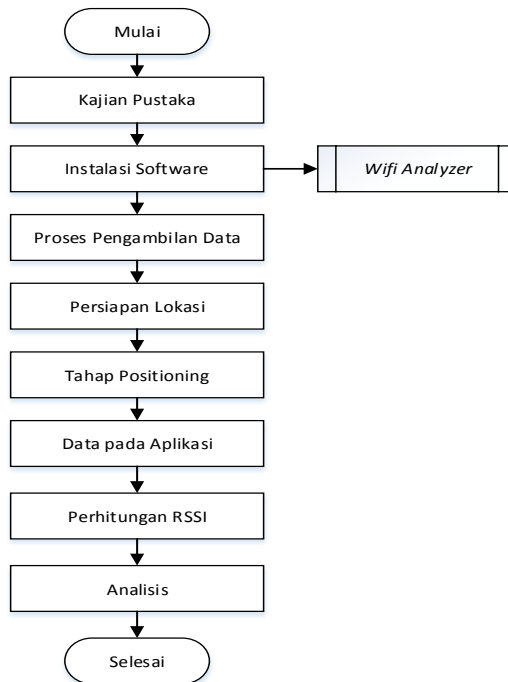 Mulai
Kajian Pustaka
Instalasi Software
Wifi Analyzer
Proses Pengambilan Data
Persiapan Lokasi
Tahap Positioning
Data pada Aplikasi
Perhitungan RSSI
Analisis
Selesai